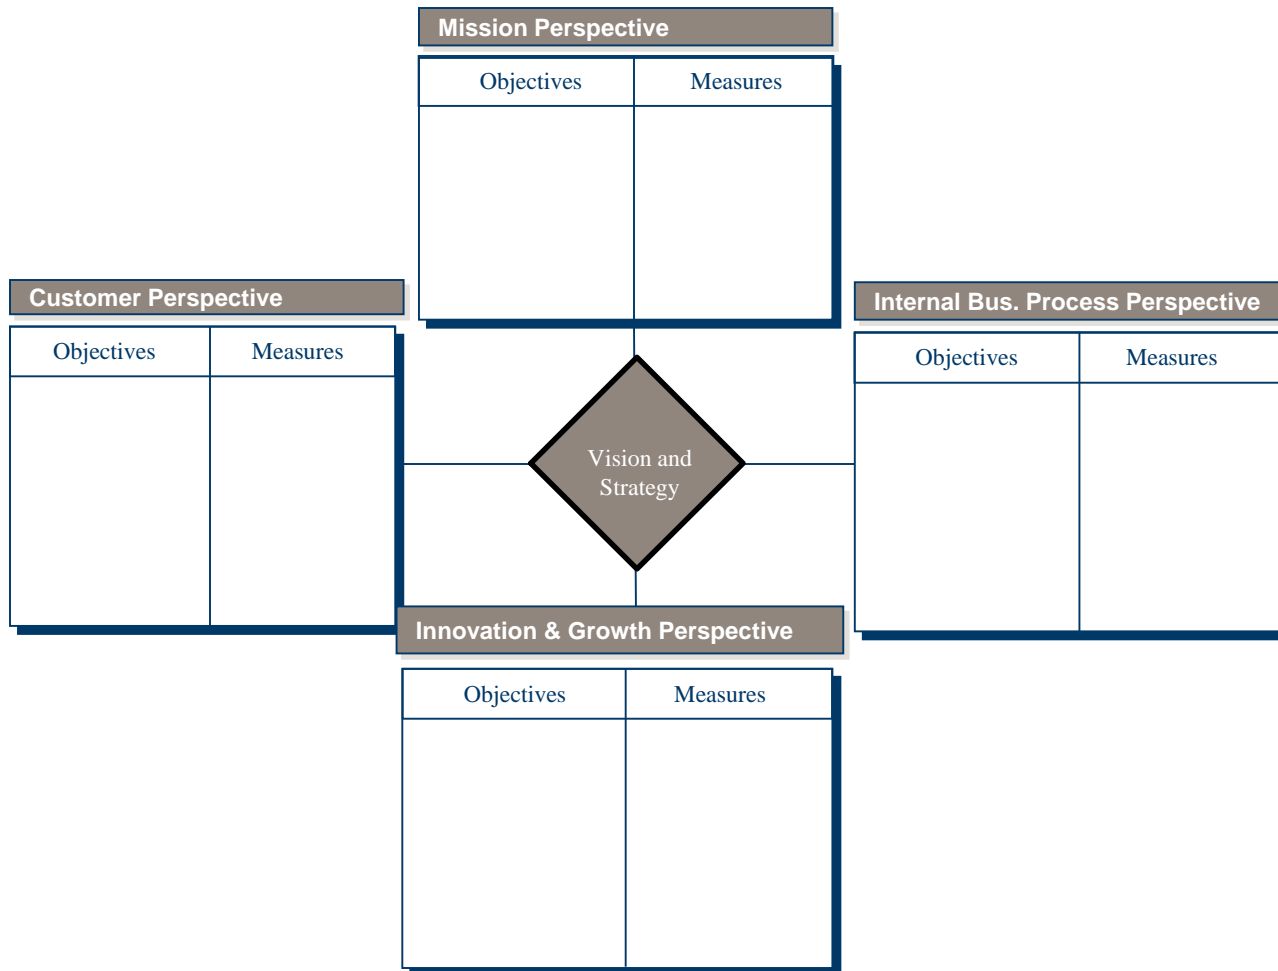 Mission Perspective
Objectives Measures
Customer Perspective
Objectives Measures
Internal Bus. Process Perspective
Objectives Measures
Vision and
Strategy
Innovation & Growth Perspective
Objectives Measures